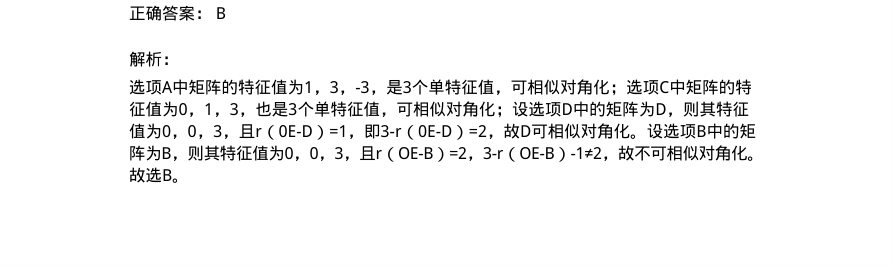 正确答案： B
解析：
选项A中矩阵的特征值为1，3，-3，是3个单特征值，可相似对角化；选项C中矩阵的特
征值为0，1，3，也是3个单特征值，可相似对角化；设选项D中的矩阵为D，则其特征
值为0，0，3，且r（0E-D）=1，即3-r（0E-D）=2，故D可相似对角化。设选项B中的矩
阵为B，则其特征值为0，0，3，且r（OE-B）=2，3-r（OE-B）-1≠2，故不可相似对角化。
故选B。